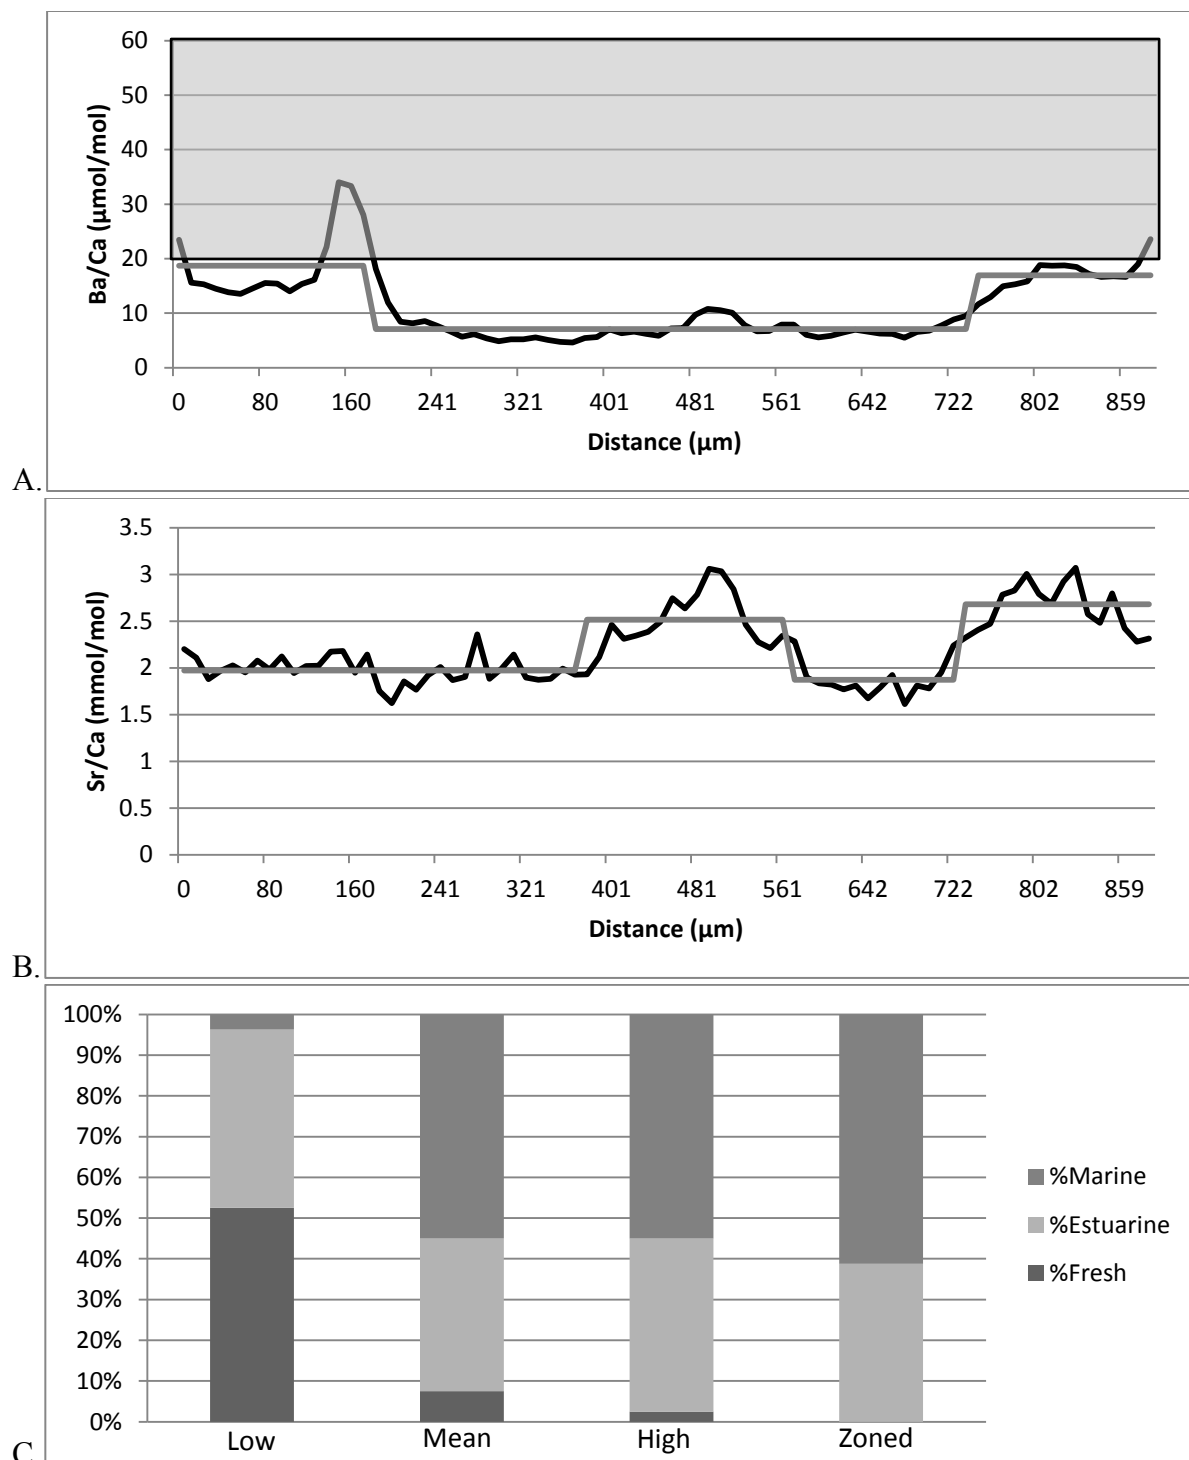 60
50
40
30
20
10
0
Ba/Ca (µmol/mol)
0 80 160 241 321 401 481 561 642 722 802 859
Distance (µm)
A.
3.5
3
2.5
2
1.5
1
0.5
0
Sr/Ca (mmol/mol)
0 80 160 241 321 401 481 561 642 722 802 859
Distance (µm)
B.
100%
90%
80%
70%
60%
50%
40%
30%
20%
10%
0%
%Marine
%Estuarine
%Fresh
Low Mean High Zoned
C